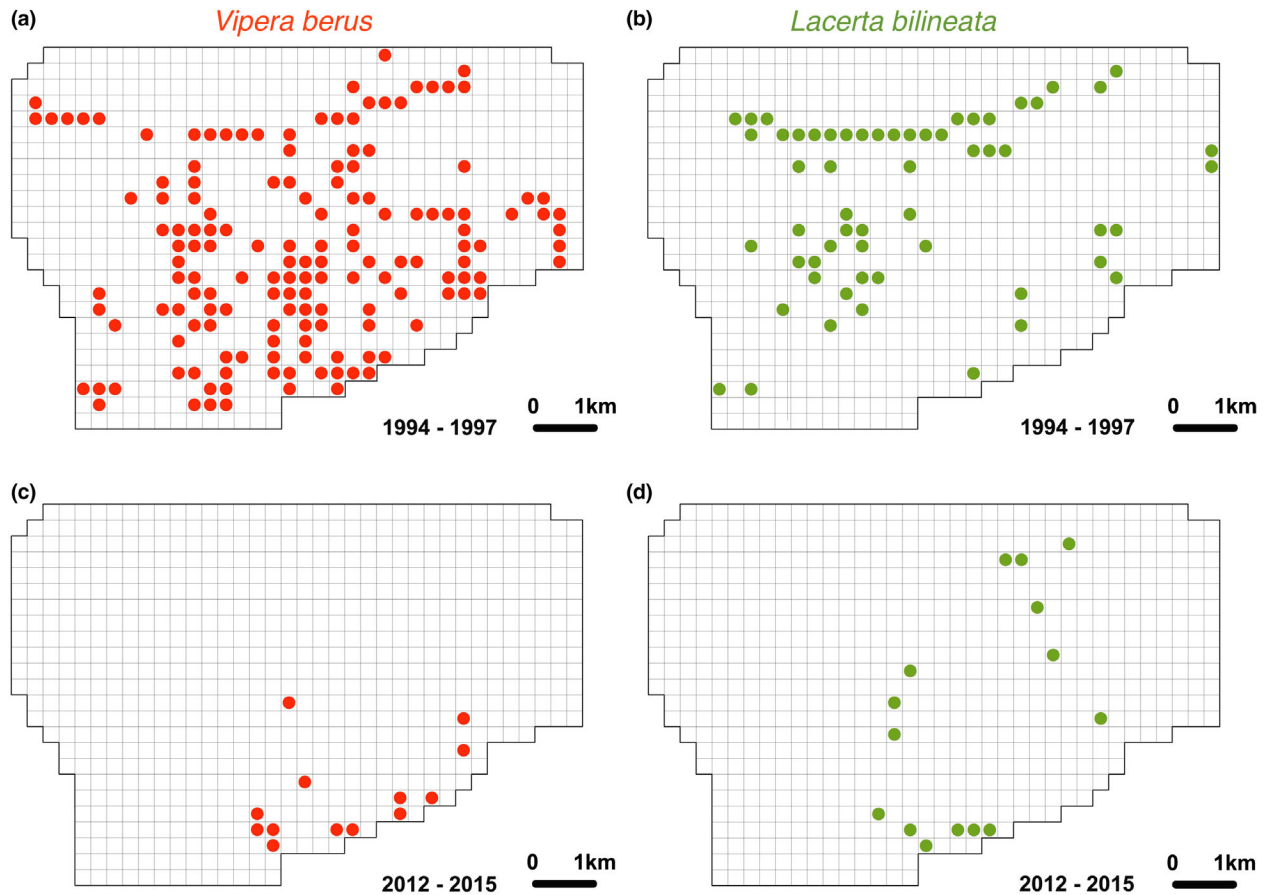 (a) Vipera berus
(b) Lacerta bilineata
0 1km
1994 - 1997
0 1km
1994 - 1997
(c)
(d)
0 1km
2012 - 2015
0 1km
2012 - 2015